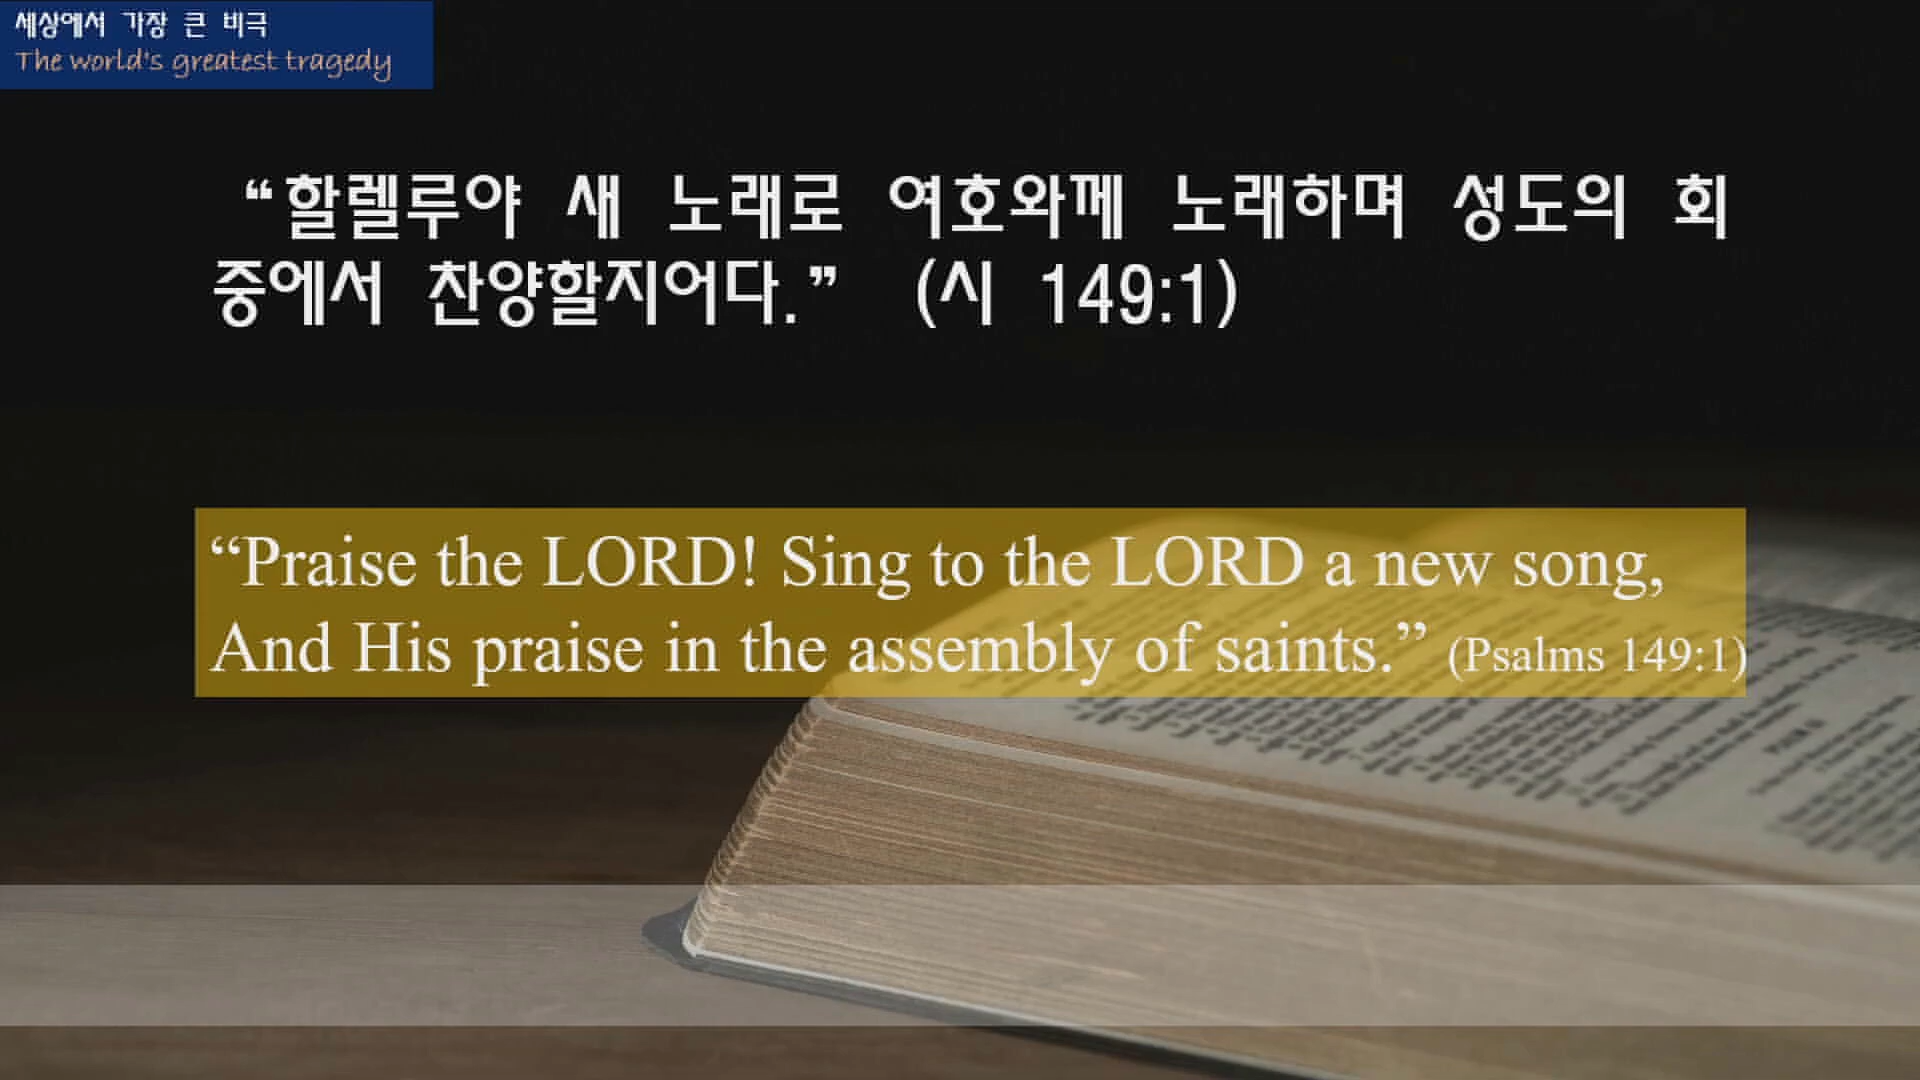 세상에서 가장 큰 비극
The world's greatest tragedy
“할렐루야 새 노래로 여호와께 노래하며 성도의 회
중에서 찬양할지어다.” (시 149:1)
“Praise the LORD! Sing to the LORD a new song,
And His praise in the assembly of saints.” (Psalms 149:1)